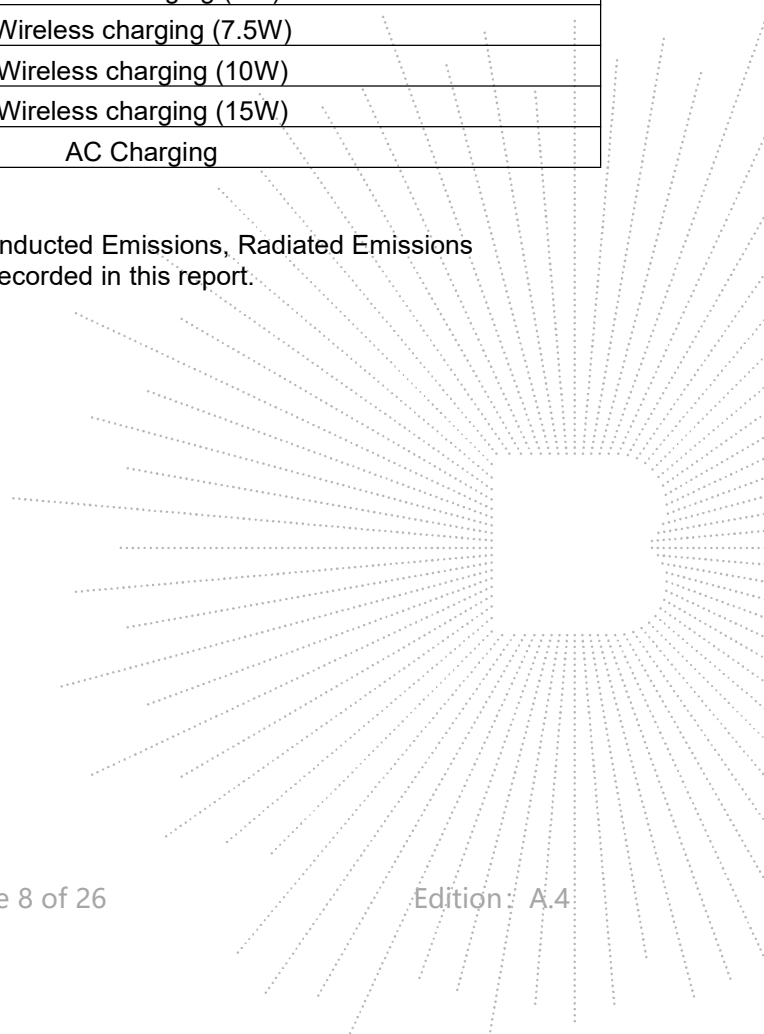 Wireless charging (7.5W)
Wireless charging (10W)
Wireless charging (15W)
AC Charging
nducted Emissions, Radiated Emissions
ecorded in this report.
e 8 of 26
Edition：A.4